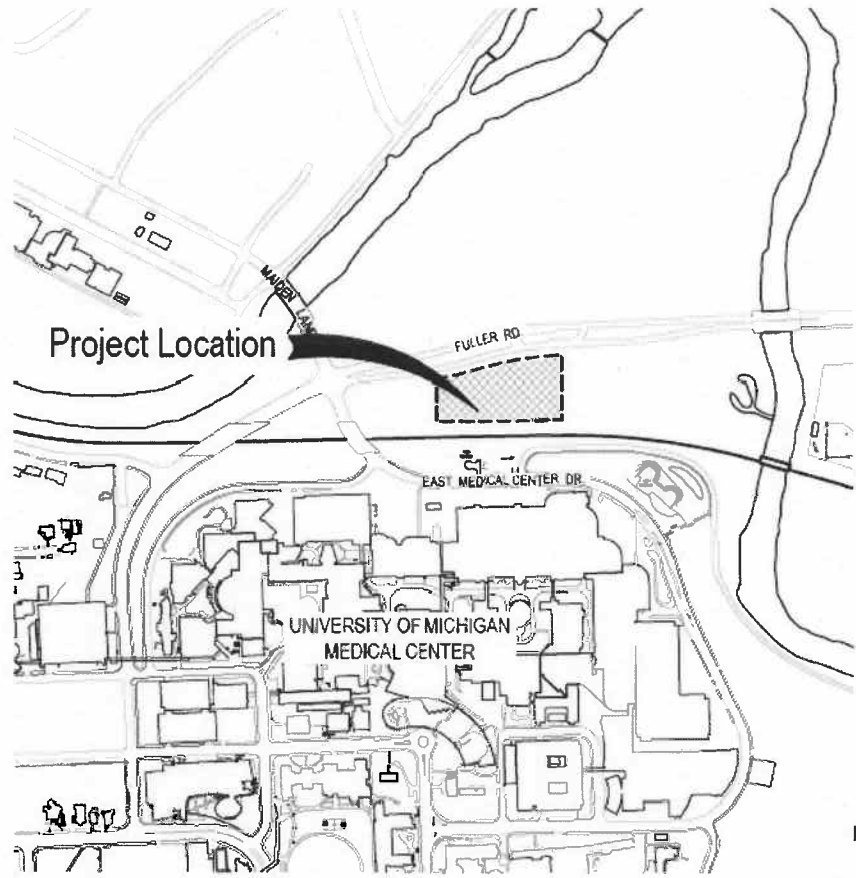 MAIDEN LANE
FULLER RD
Project Location
EAST MEDICAL CENTER DR
UNIVERSITY OF MICHIGAN
MEDICAL CENTER